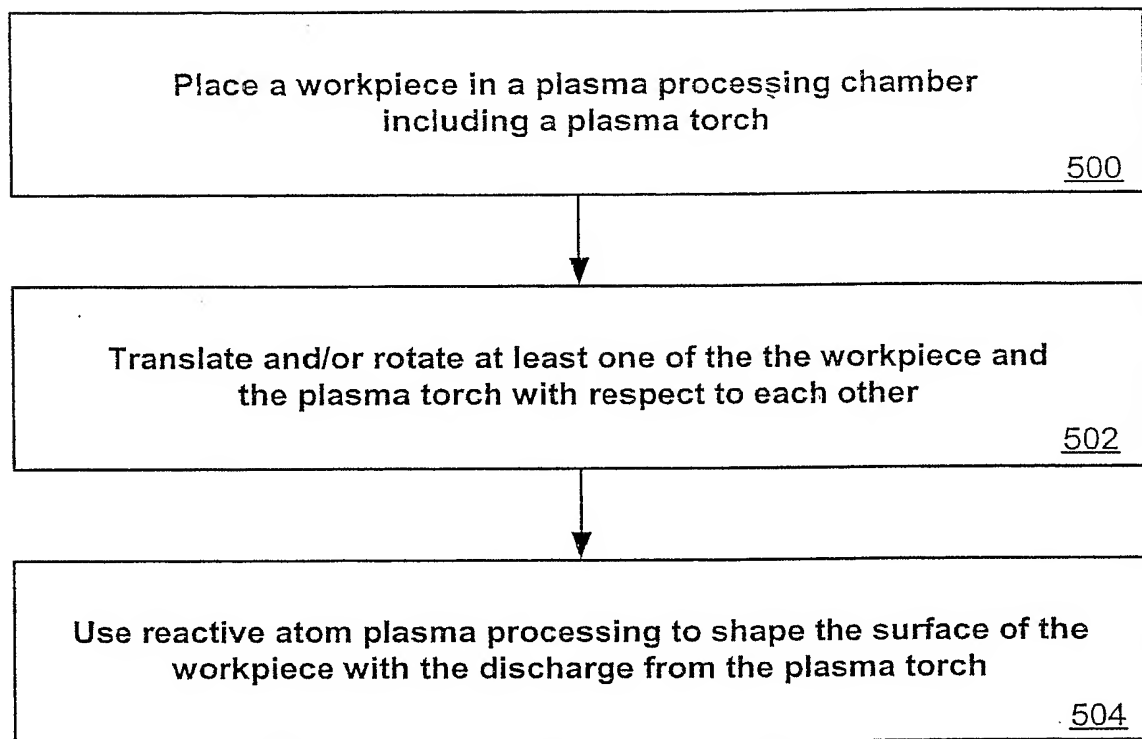 Place a workpiece in a plasma processing chamber
including a plasma torch
500
Translate and/or rotate at least one of the the workpiece and
the plasma torch with respect to each other
502
Use reactive atom plasma processing to shape the surface of the
workpiece with the discharge from the plasma torch
504